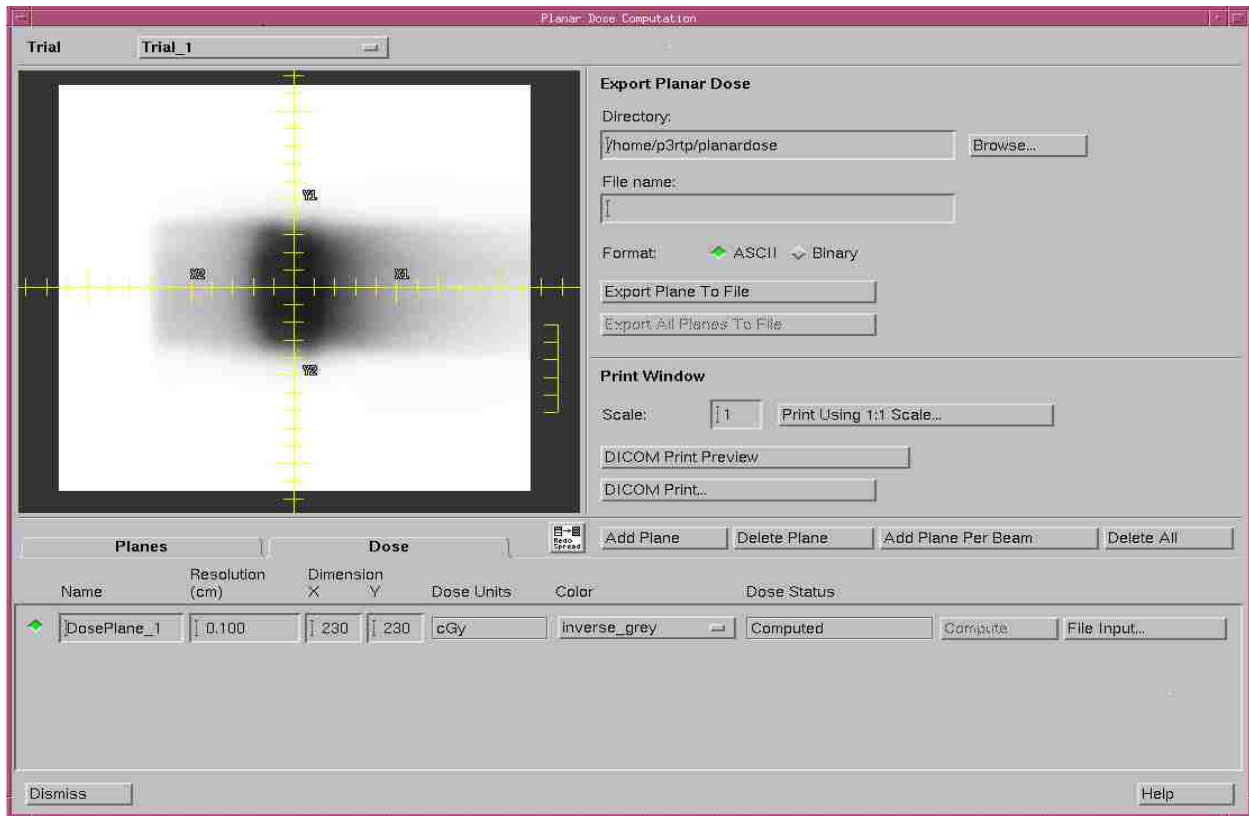 Planar Dose Computation
Trial Trial_1
Export Planar Dose
Directory:
/home/p3rtp/planardose Browse...
File name:
Format: ASCII Binary
Export Plane To File
Export All Planes To File
Print Window
Scale: 1 Print Using 1:1 Scale...
DICOM Print Preview
DICOM Print...
Y1
X2 X1
Y2
Planes Dose
Redo
Spread
Add Plane Delete Plane Add Plane Per Beam Delete All
Resolution Dimension
Name (cm) X Y Dose Units Color Dose Status
DosePlane_1 0.100 230 230 cGy inverse_grey Computed Compute File Input...
Dismiss Help